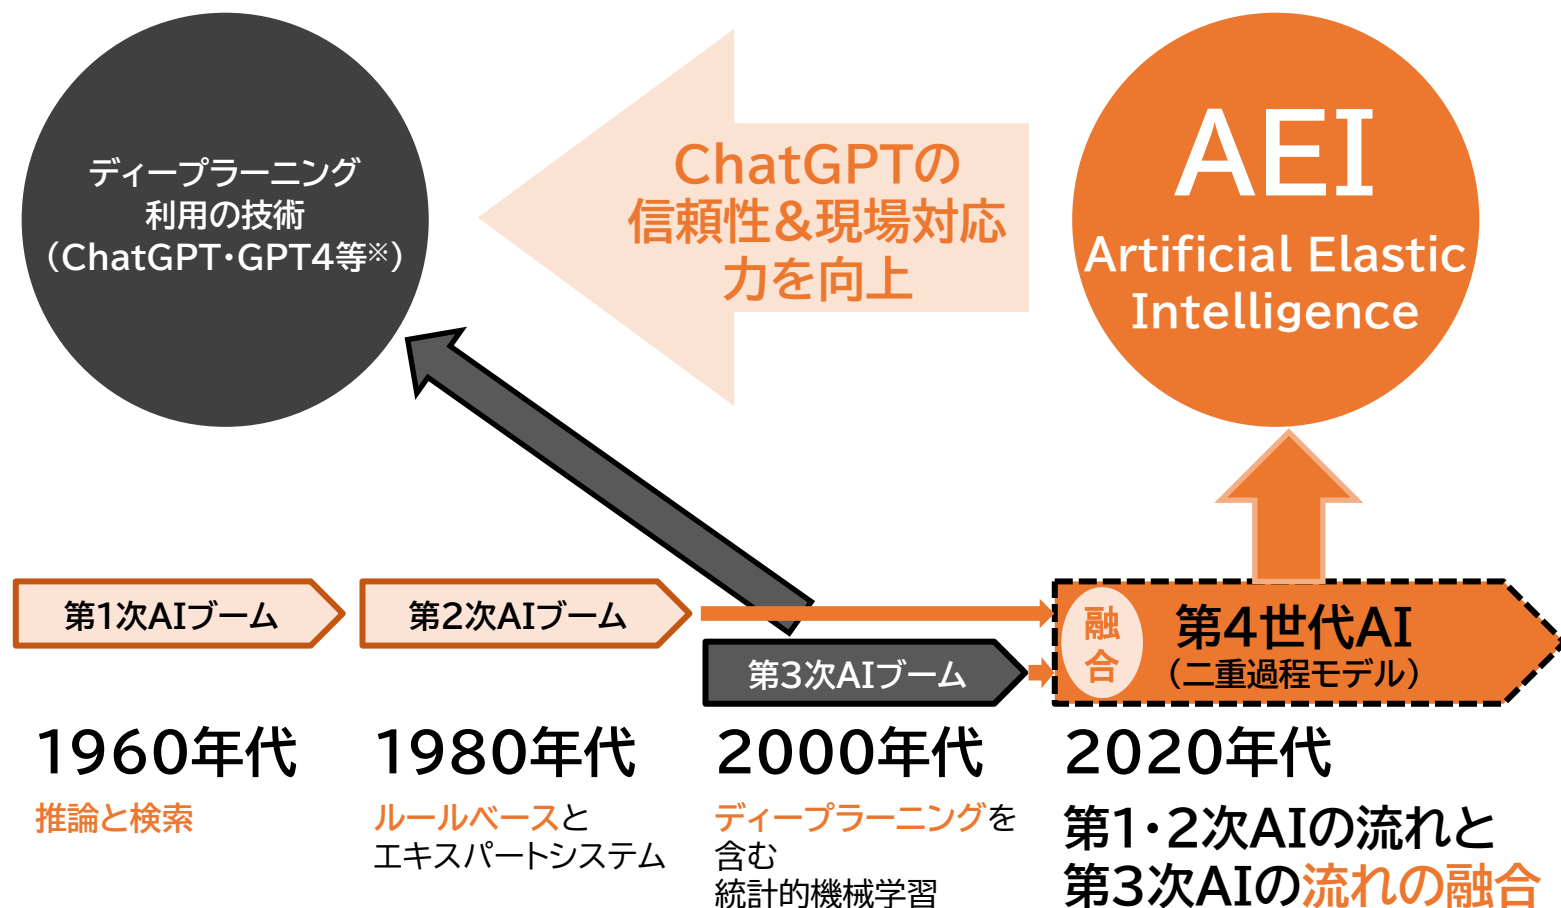 ディープラーニング
利用の技術
（ChatGPT・GPT4等※）
ChatGPTの
信頼性&現場対応
力を向上
AEI
Artificial Elastic
Intelligence
第1次AIブーム
第2次AIブーム
第3次AIブーム
融
合
第4世代AI
（二重過程モデル）
1960年代
推論と検索
1980年代
ルールベースと
エキスパートシステム
2000年代
ディープラーニングを
含む
統計的機械学習
2020年代
第1・2次AIの流れと
第3次AIの流れの融合